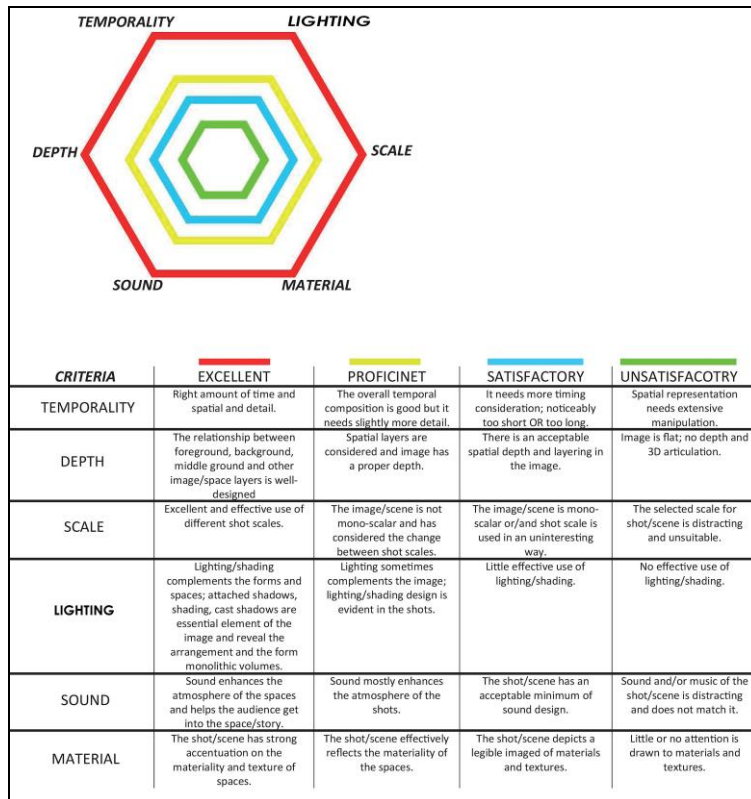 TEMPORALITY
LIGHTING
DEPTH
SCALE
SOUND
MATERIAL
CRITERIA
EXCELLENT
PROFICINET
SATISFACTORY
UNSATISFACOTRY
TEMPORALITY
Right amount of time and
spatial and detail.
The overall temporal
composition is good but it
needs slightly more detail.
It needs more timing
consideration; noticeably
too short OR too long.
Spatial representation
needs extensive
manipulation.
DEPTH
The relationship between
foreground, background,
middle ground and other
image/space layers is well-
designed
Spatial layers are
considered and image has
a proper depth.
There is an acceptable
spatial depth and layering in
the image.
Image is flat; no depth and
3D articulation.
SCALE
Excellent and effective use of
different shot scales.
The image/scene is not
mono-scalar and has
considered the change
between shot scales.
The image/scene is mono-
scalar or/and shot scale is
used in an uninteresting
way.
The selected scale for
shot/scene is distracting
and unsuitable.
LIGHTING
Lighting/shading
complements the forms and
spaces; attached shadows,
shading, cast shadows are
essential element of the
image and reveal the
arrangement and the form
monolithic volumes.
Lighting sometimes
complements the image;
lighting/shading design is
evident in the shots.
Little effective use of
lighting/shading.
No effective use of
lighting/shading.
SOUND
Sound enhances the
atmosphere of the spaces
and helps the audience get
into the space/story.
Sound mostly enhances
the atmosphere of the
shots.
The shot/scene has an
acceptable minimum of
sound design.
Sound and/or music of the
shot/scene is distracting
and does not match it.
MATERIAL
The shot/scene has strong
accentuation on the
materiality and texture of
spaces.
The shot/scene effectively
reflects the materiality of
the spaces.
The shot/scene depicts a
legible imaged of materials
and textures.
Little or no attention is
drawn to materials and
textures.